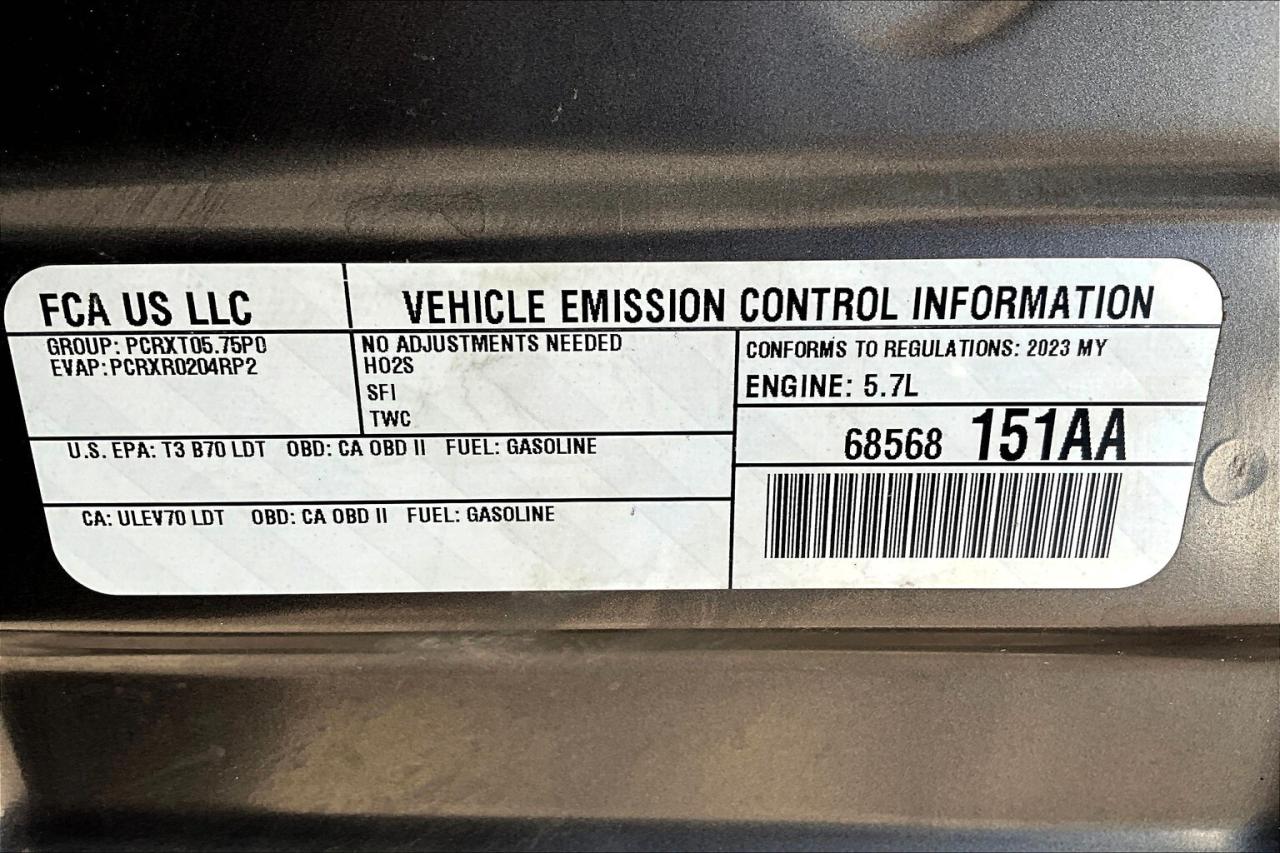 FCA US LLC
VEHICLE EMISSION CONTROL INFORMATION
GROUP: PCRXT05.75P0
EVAP:PCRXR0204RP2
NO ADJUSTMENTS NEEDED
HO2S
SFI
TWC
CONFORMS TO REGULATIONS: 2023 MY
ENGINE: 5.7L
68568 151AA
U.S. EPA: T3 B70 LDT OBD: CA OBD II FUEL: GASOLINE
CA: ULEV70 LDT OBD: CA OBD II FUEL: GASOLINE